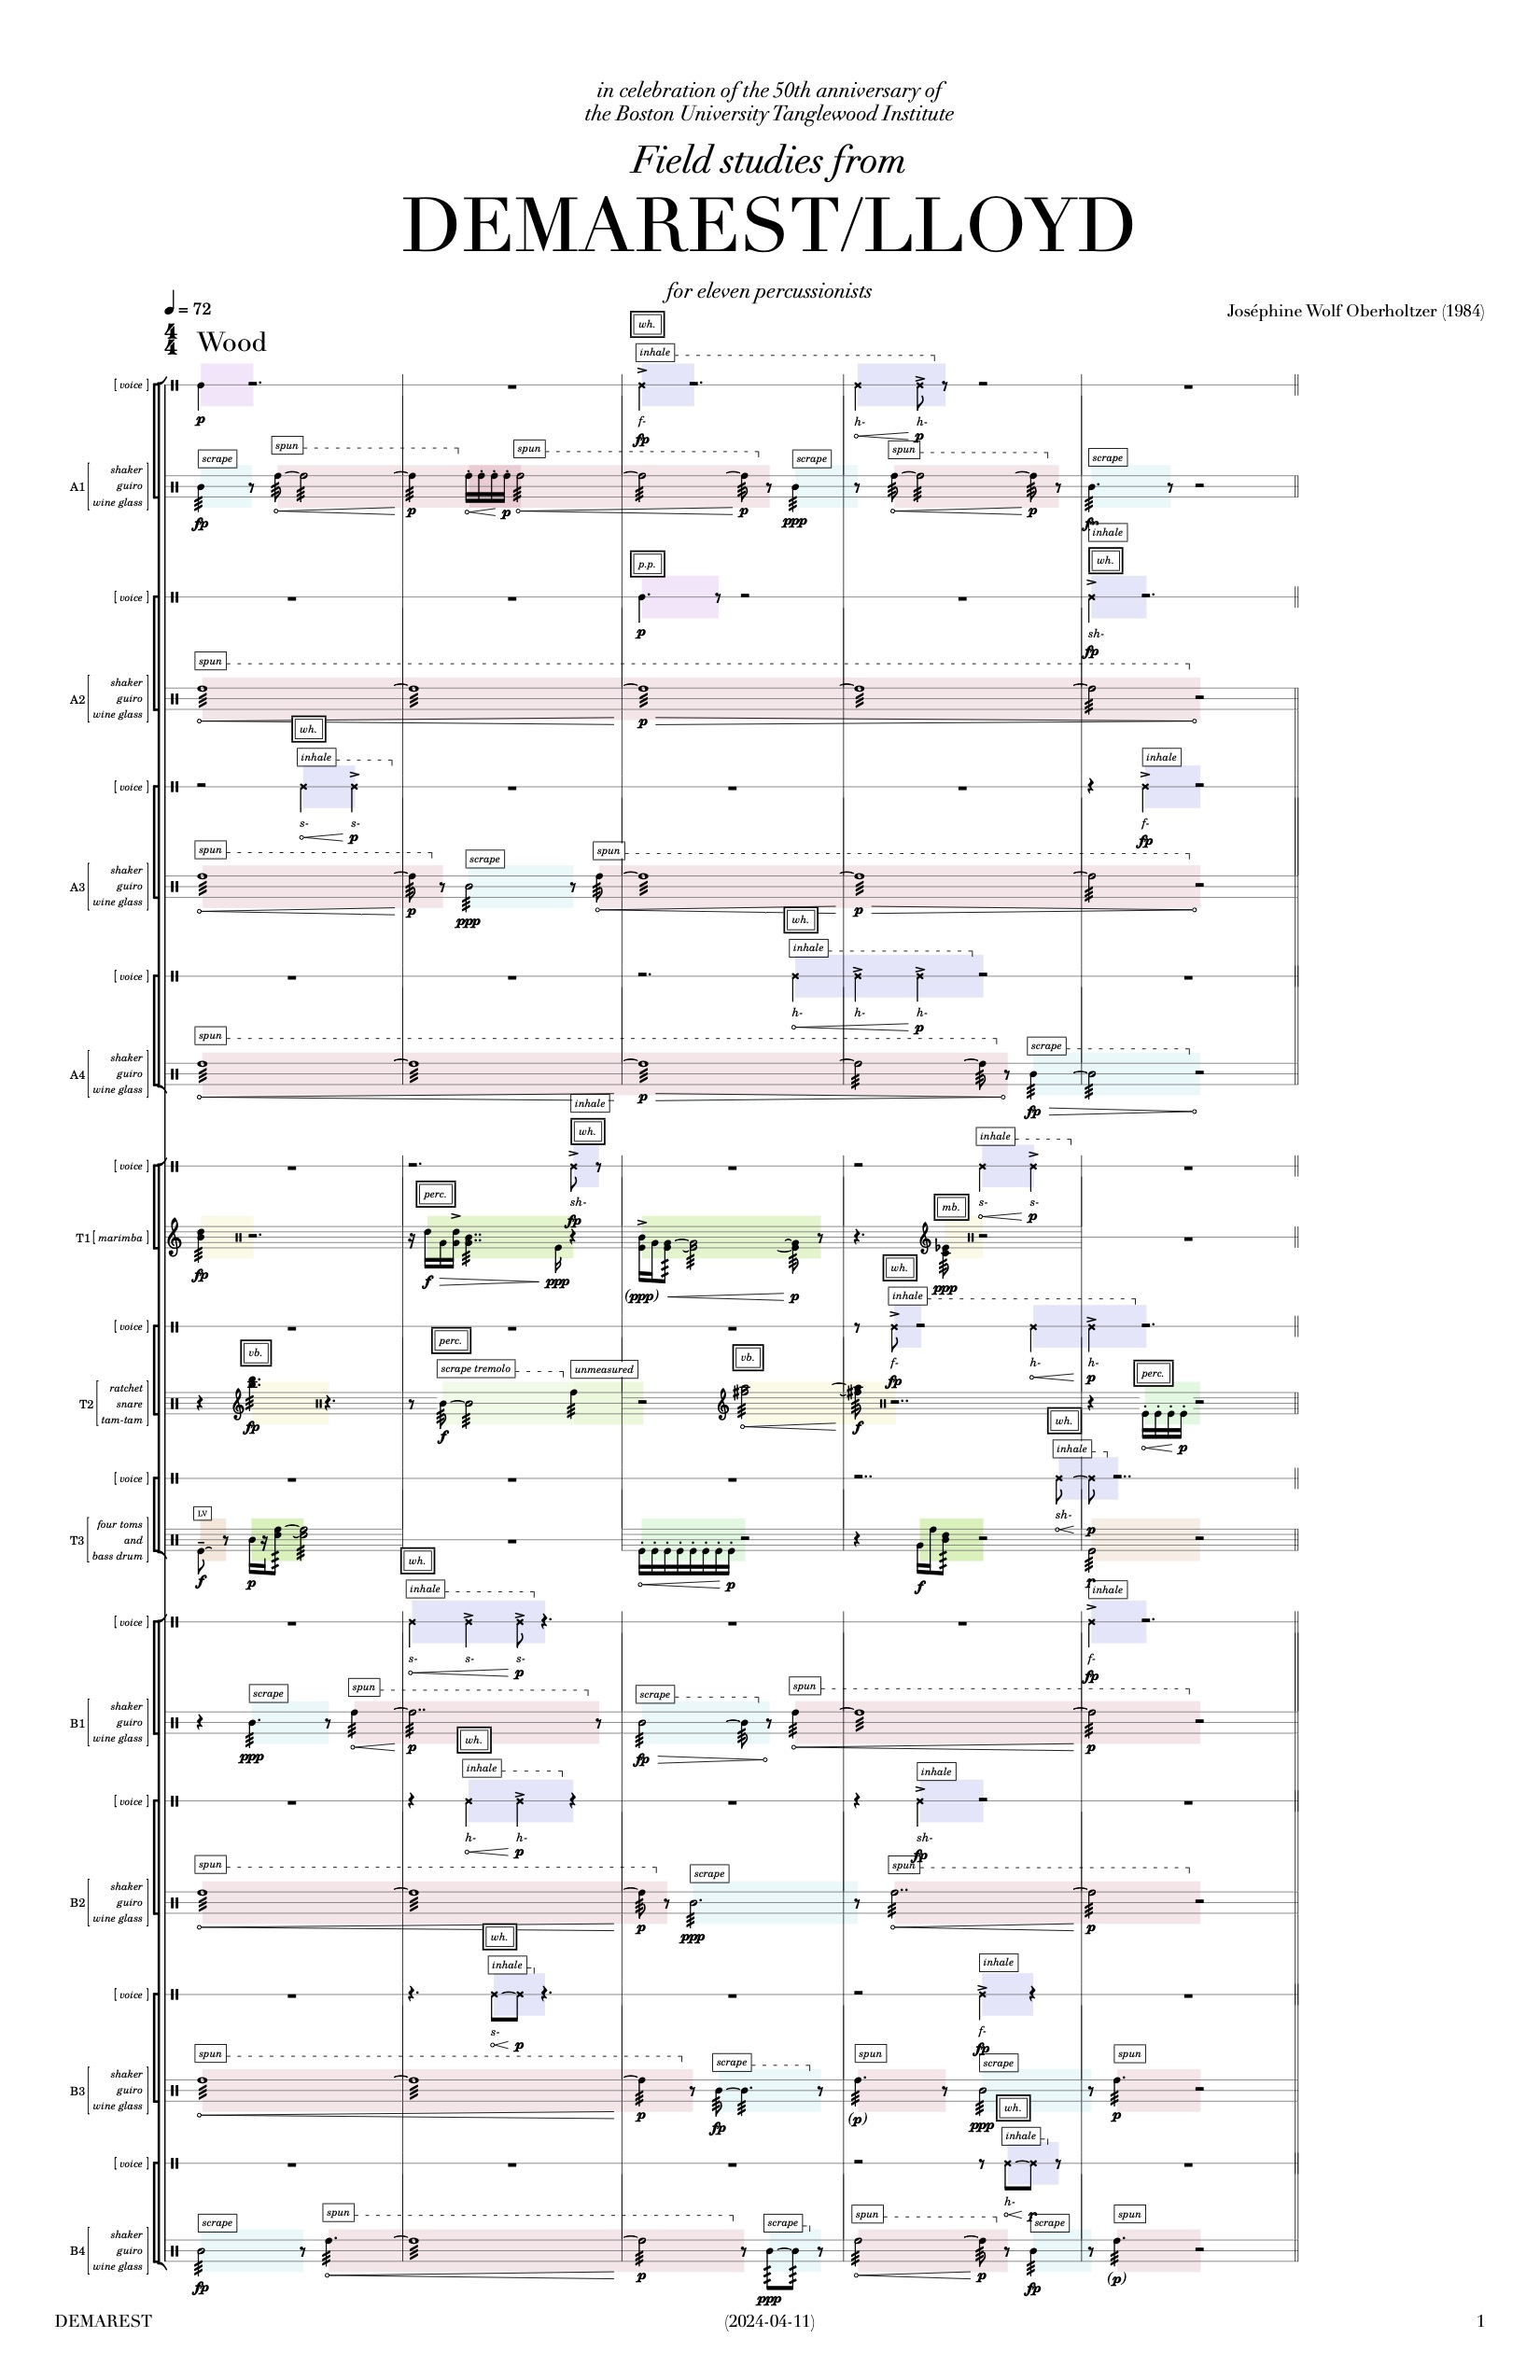 in celebration of the 50th anniversary of
the Boston University Tanglewood Institute
Field studies from
DEMAREST/LLOYD
for eleven percussionists
= 72
Joséphine Wolf Oberholtzer (1984)
4
4
Wood
wh.
inhale
[ voice ]
p
f-
fp
h- h-
p
scrape spun spun scrape spun scrape
A1 shaker
guiro
wine glass
fp p p p ppp p fp
inhale
p.p. wh.
[ voice ]
p
sh-
fp
spun
A2 shaker
guiro
wine glass
p
wh.
inhale inhale
[ voice ]
s- s- f-
p fp
spun scrape spun
A3 shaker
guiro
wine glass
p ppp p
wh.
inhale
[ voice ]
h- h- h-
p
spun scrape
A4 shaker
guiro
wine glass
p fp
inhale
wh. inhale
[ voice ]
sh- s- s-
fp p
perc. mb.
T1 [ marimba ]
fp f ppp (ppp) p ppp
wh.
inhale
[ voice ]
f- h- h-
fp p
vb. perc. scrape tremolo unmeasured vb. perc.
T2 ratchet
snare
tam-tam
fp f f p
wh.
inhale
[ voice ]
sh-
p
LV
T3 four toms
and
bass drum
f p p f p
wh.
inhale inhale
[ voice ]
s- s- s- f-
p fp
scrape spun scrape spun
B1 shaker
guiro
wine glass
ppp p fp p
wh.
inhale inhale
[ voice ]
h- h- sh-
p fp
spun scrape spun
B2 shaker
guiro
wine glass
p ppp p
wh.
inhale inhale
[ voice ]
s- f-
p fp
spun scrape spun scrape spun
B3 shaker
guiro
wine glass
p fp (p) ppp p
wh.
inhale
[ voice ]
h-
p
scrape spun scrape spun scrape spun
B4 shaker
guiro
wine glass
fp p ppp p fp (p)
DEMAREST (2024-04-11) 1